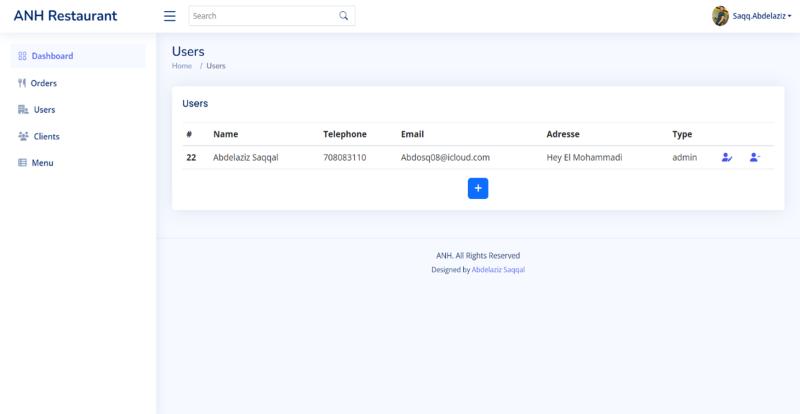 ANH Restaurant
Search
Saqq.Abdelaziz
Dashboard
Orders
Users
Clients
Menu
Users
Home / Users
Users
# Name Telephone Email Adresse Type
22 Abdelaziz Saqqal 708083110 Abdosq08@icloud.com Hey El Mohammadi admin
+
ANH. All Rights Reserved
Designed by Abdelaziz Saqqal